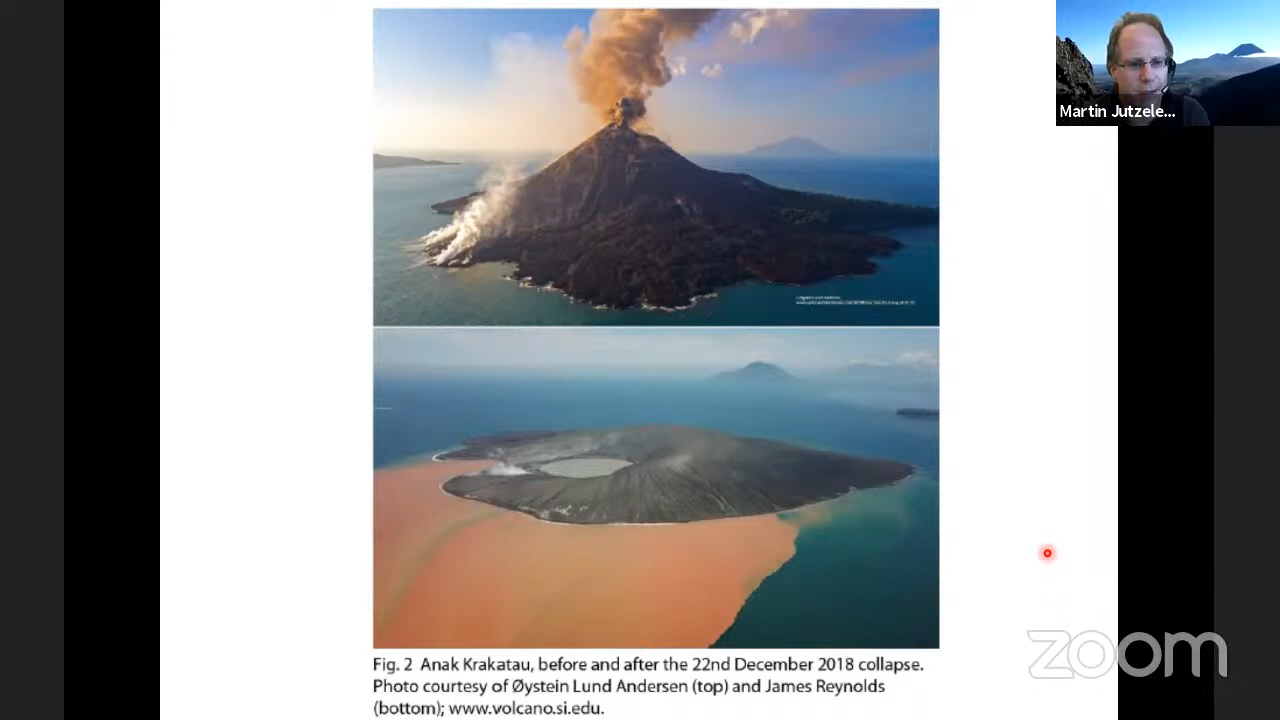 Martin Jutzele...
Fig. 2 Anak Krakatau, before and after the 22nd December 2018 collapse.
Photo courtesy of Øystein Lund Andersen (top) and James Reynolds
(bottom); www.volcano.si.edu.
zoom